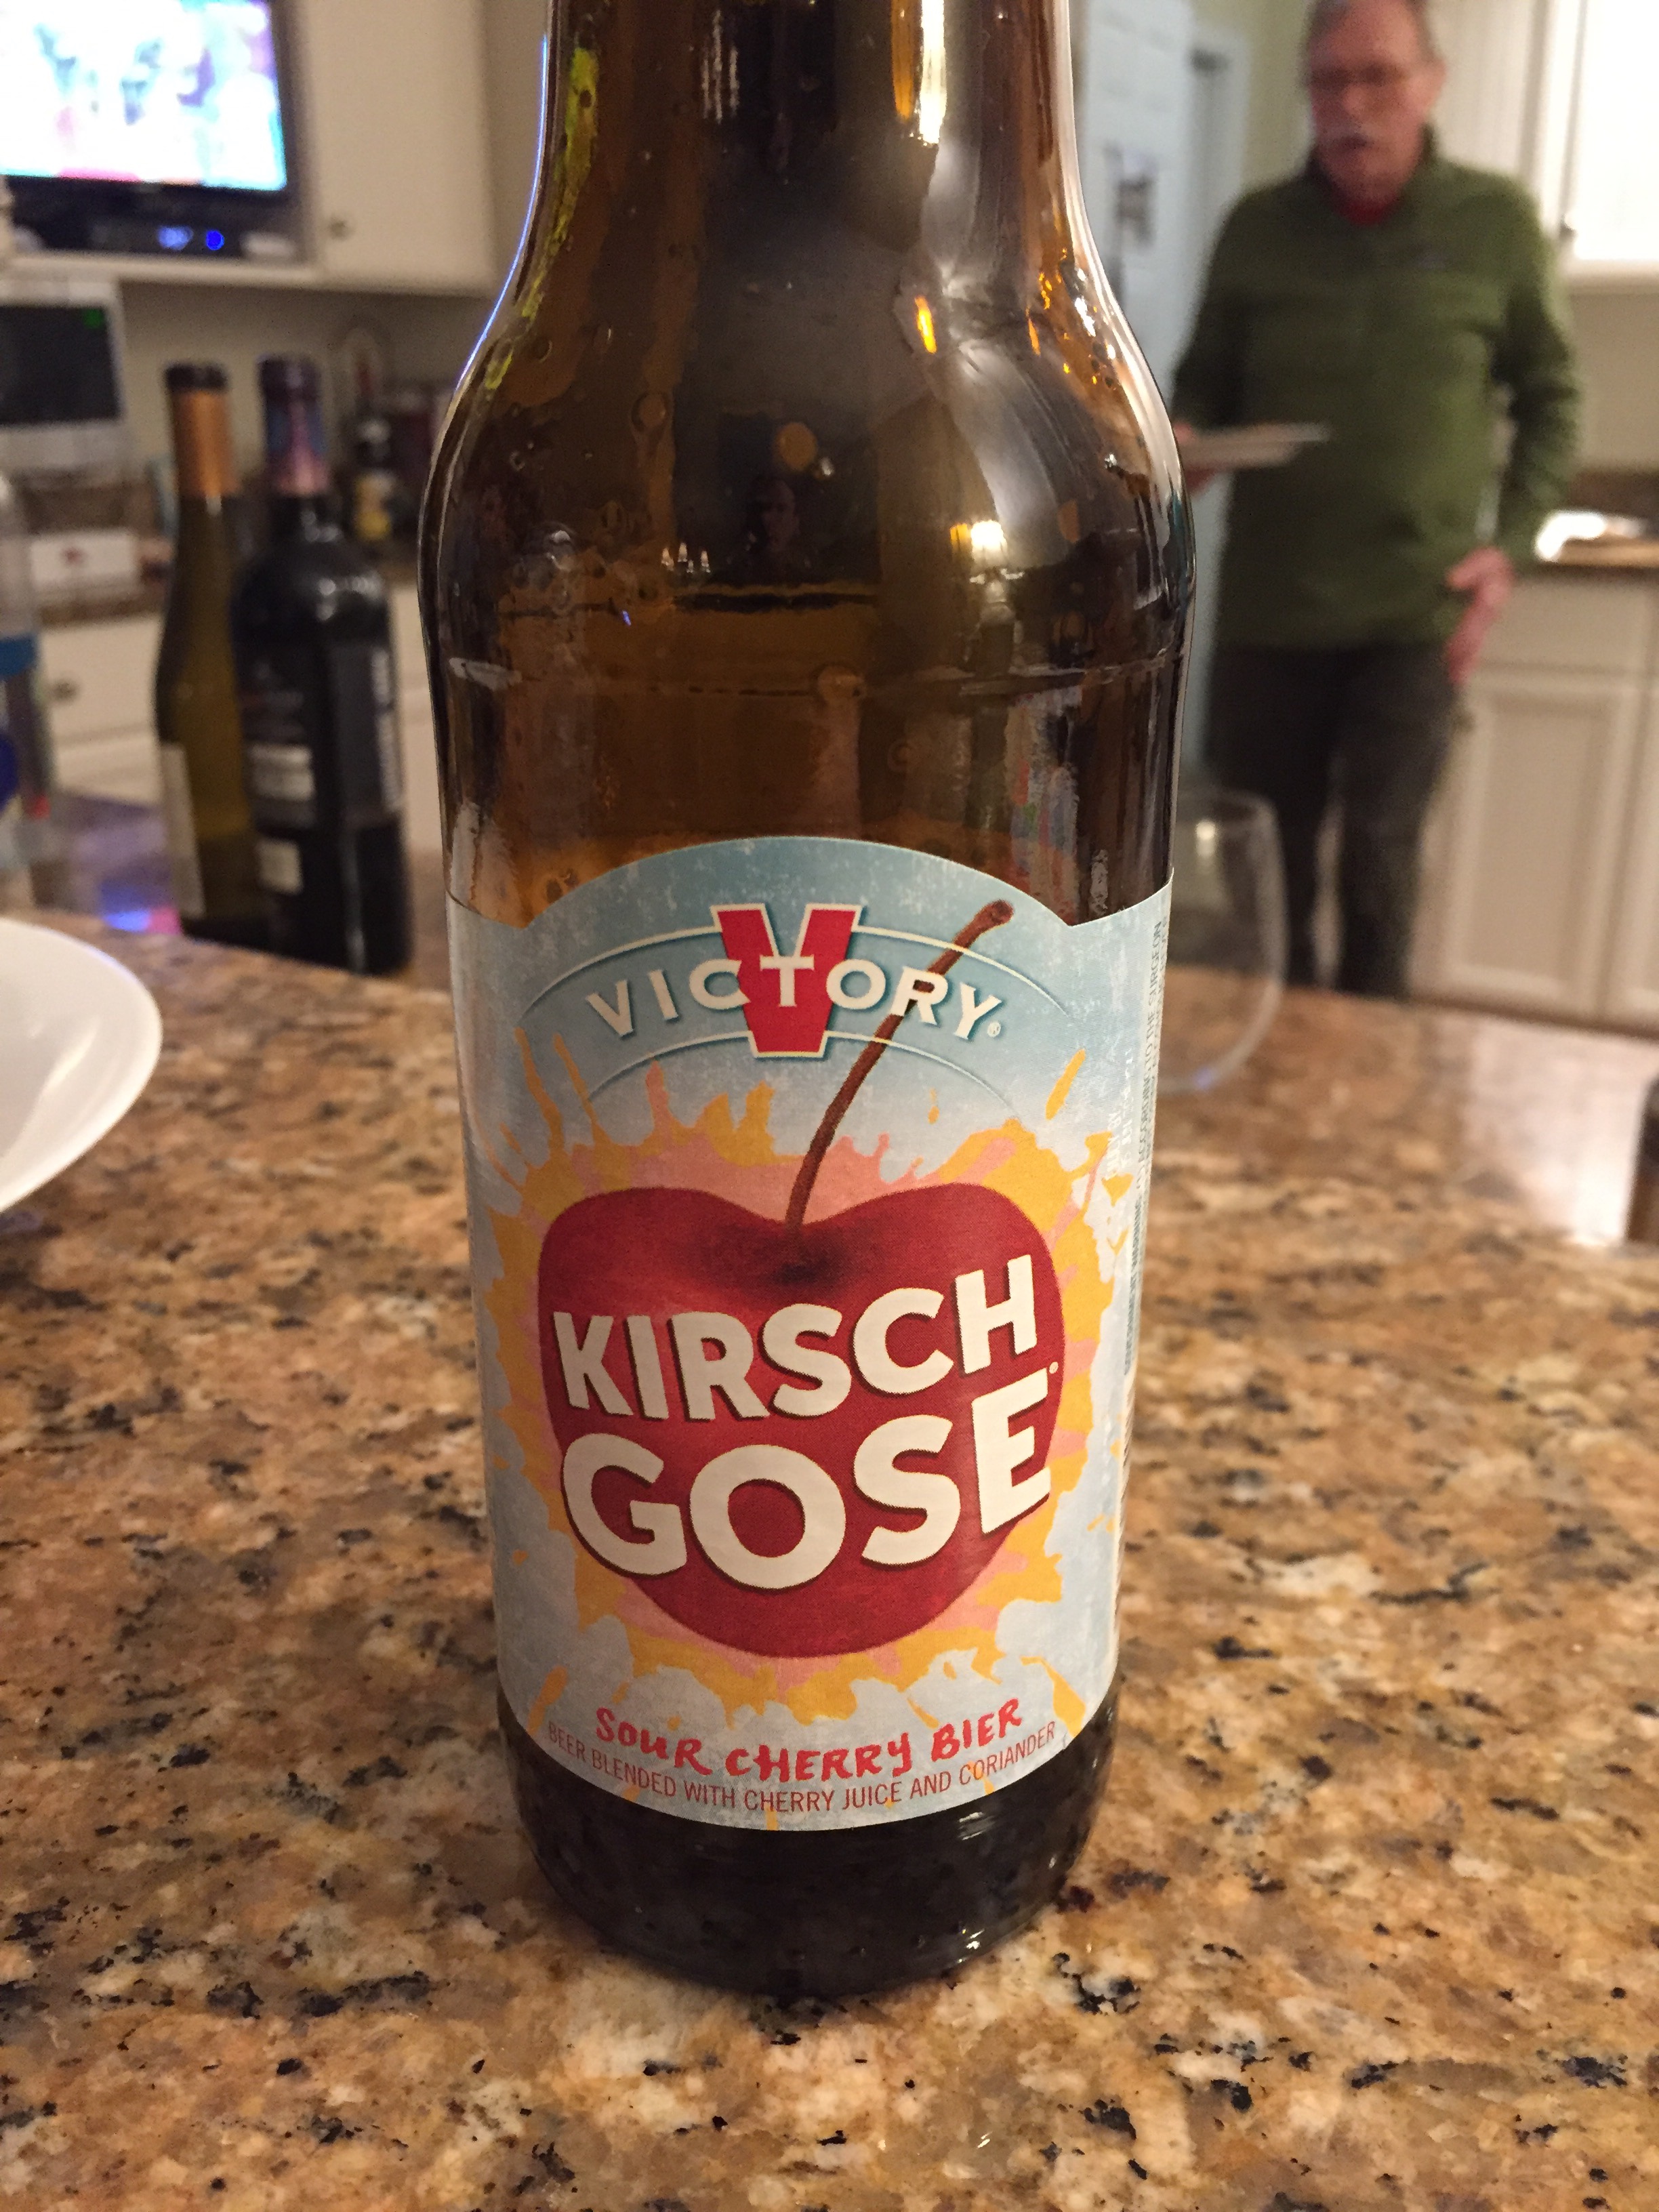 VICTORY®
KIRSCH
GOSE
SOUR CHERRY BIER
BEER BLENDED WITH CHERRY JUICE AND CORIANDER